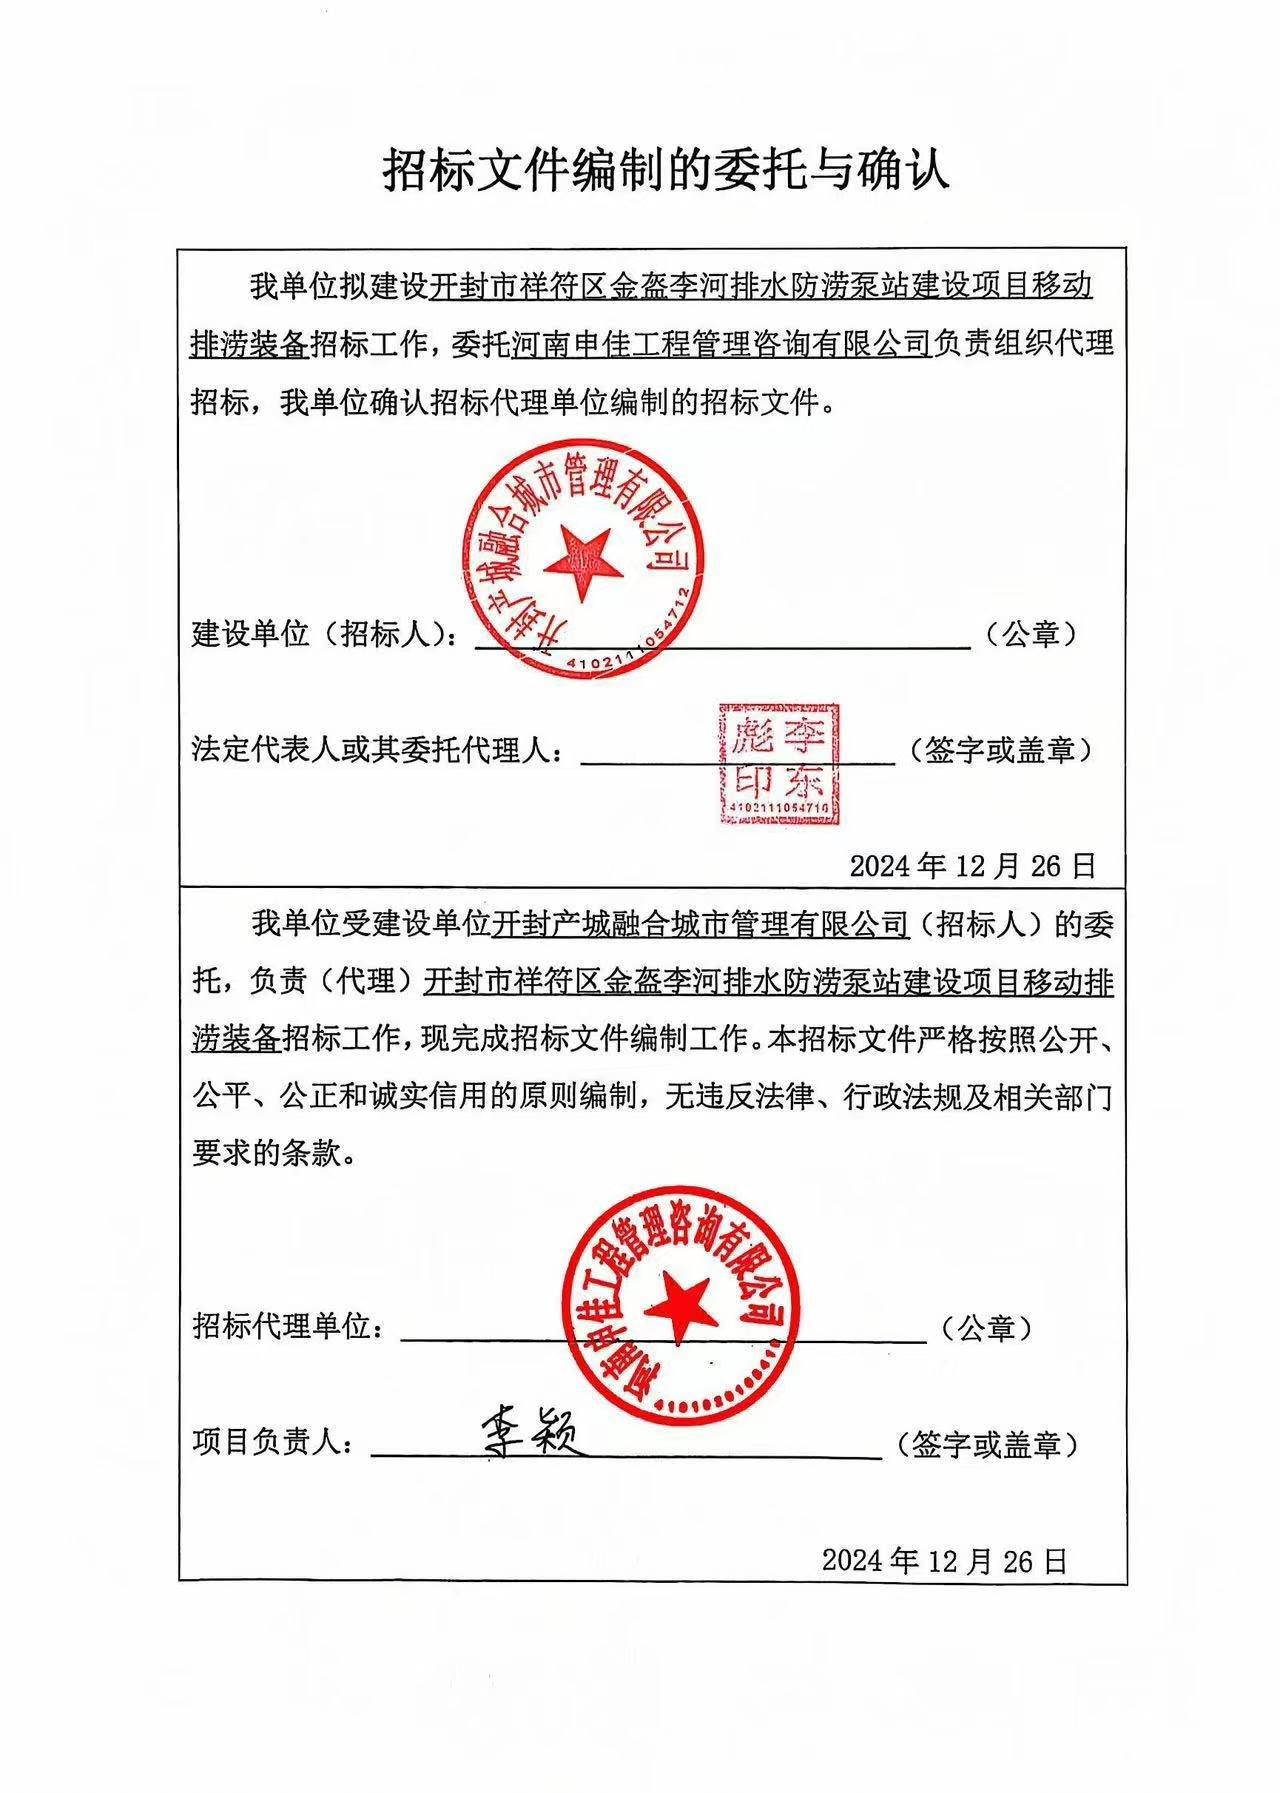 招标文件编制的委托与确认
我单位拟建设开封市祥符区金盔李河排水防涝泵站建设项目移动
排涝装备招标工作，委托河南申佳工程管理咨询有限公司负责组织代理
招标，我单位确认招标代理单位编制的招标文件。
开封产城融合城市管理有限公司
4102111054712
建设单位（招标人）：（公章）
法定代表人或其委托代理人：（签字或盖章）
李东彪印
4102111054716
2024年12月26日
我单位受建设单位开封产城融合城市管理有限公司（招标人）的委
托，负责（代理）开封市祥符区金盔李河排水防涝泵站建设项目移动排
涝装备招标工作，现完成招标文件编制工作。本招标文件严格按照公开、
公平、公正和诚实信用的原则编制，无违反法律、行政法规及相关部门
要求的条款。
河南申佳工程管理咨询有限公司
招标代理单位：（公章）
项目负责人：李颖（签字或盖章）
2024年12月26日